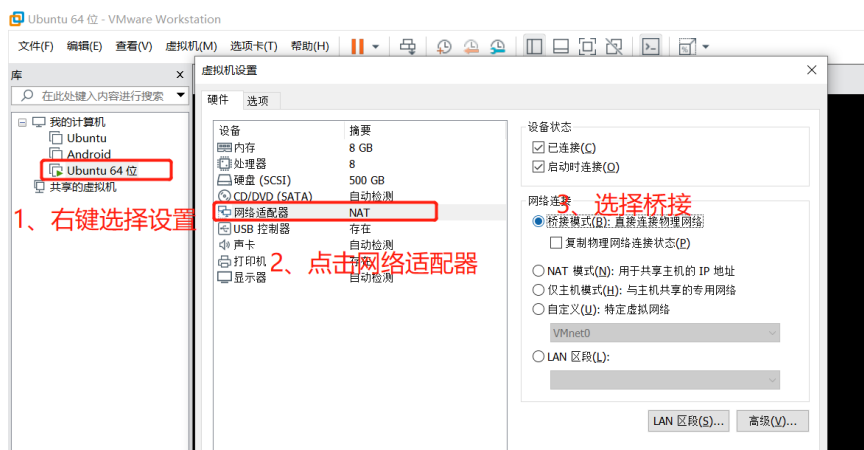 Ubuntu 64 位 - VMware Workstation
文件(F) 编辑(E) 查看(V) 虚拟机(M) 选项卡(T) 帮助(H)
库
在此处键入内容进行搜索
我的计算机
Ubuntu
Android
Ubuntu 64 位
共享的虚拟机
1、右键选择设置
虚拟机设置
硬件 选项
设备 摘要
内存 8 GB
处理器 8
硬盘 (SCSI) 500 GB
CD/DVD (SATA) 自动检测
网络适配器 NAT
USB 控制器 存在
声卡 自动检测
打印机 存在
显示器 自动检测
2、点击网络适配器
设备状态
已连接(C)
启动时连接(O)
网络连接
3、选择桥接
桥接模式(B): 直接连接物理网络
复制物理网络连接状态(P)
NAT 模式(N): 用于共享主机的 IP 地址
仅主机模式(H): 与主机共享的专用网络
自定义(U): 特定虚拟网络
VMnet0
LAN 区段(L):
LAN 区段(S)... 高级(V)...